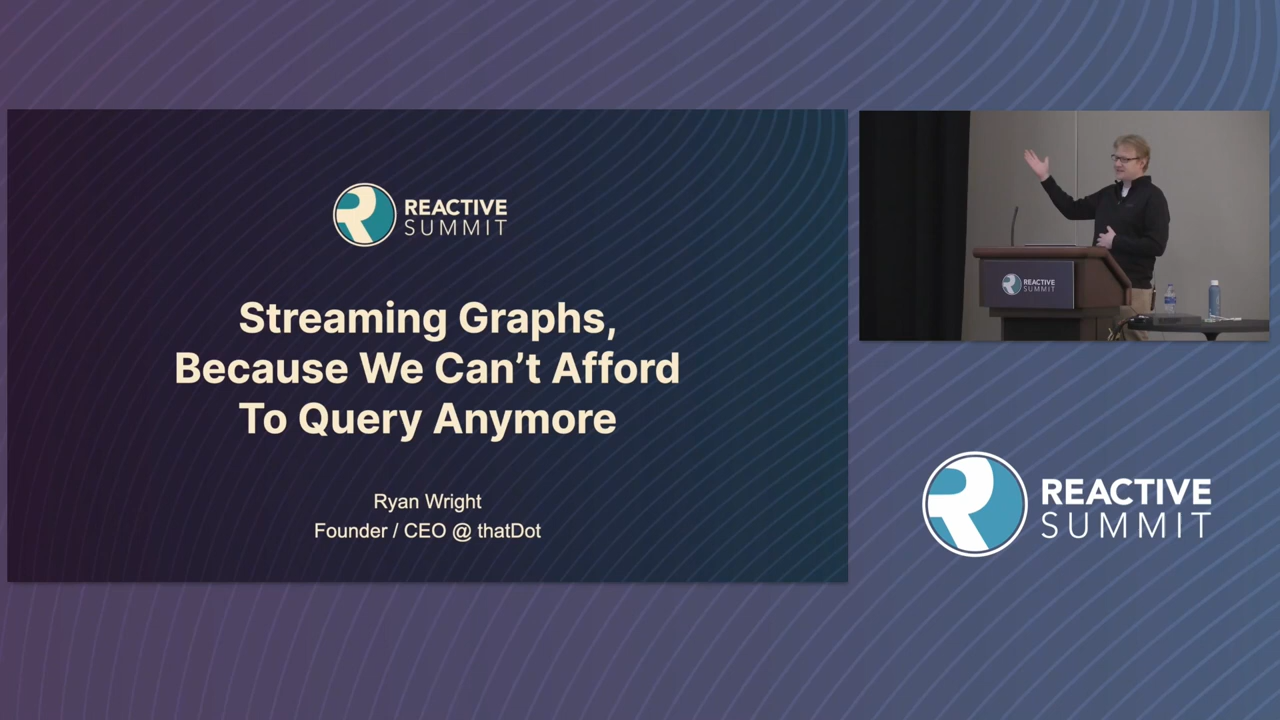 REACTIVE
SUMMIT
Streaming Graphs,
Because We Can’t Afford
To Query Anymore
Ryan Wright
Founder / CEO @ thatDot
REACTIVE
SUMMIT
REACTIVE
SUMMIT